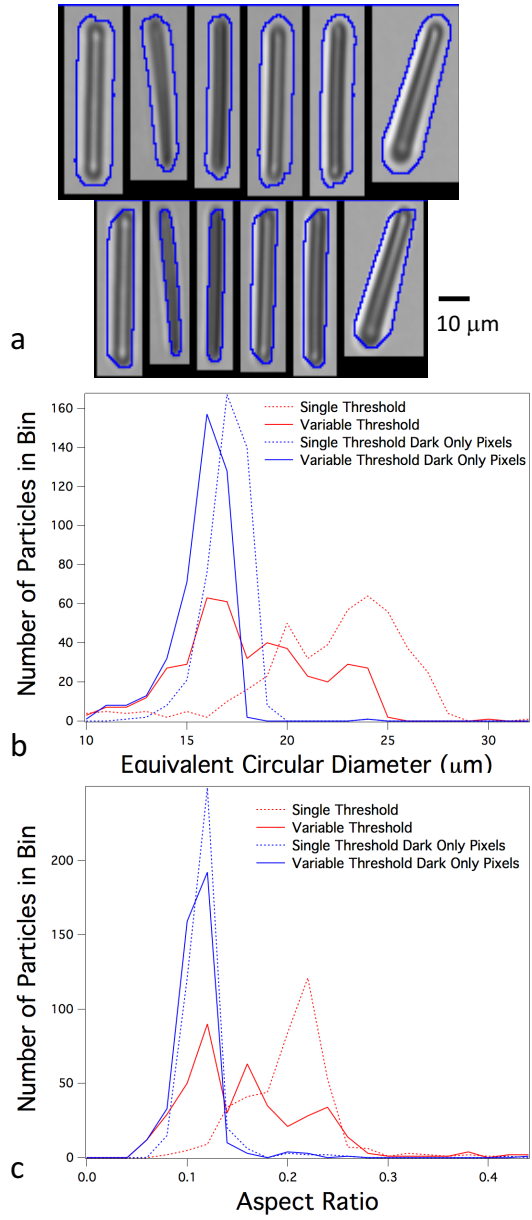 10 μm
a
Number of Particles in Bin
160
140
120
100
80
60
40
20
0
Single Threshold
Variable Threshold
Single Threshold Dark Only Pixels
Variable Threshold Dark Only Pixels
10
15
20
25
30
b
Equivalent Circular Diameter (μm)
Number of Particles in Bin
200
150
100
50
0
Single Threshold
Variable Threshold
Single Threshold Dark Only Pixels
Variable Threshold Dark Only Pixels
0.0
0.1
0.2
0.3
0.4
c
Aspect Ratio